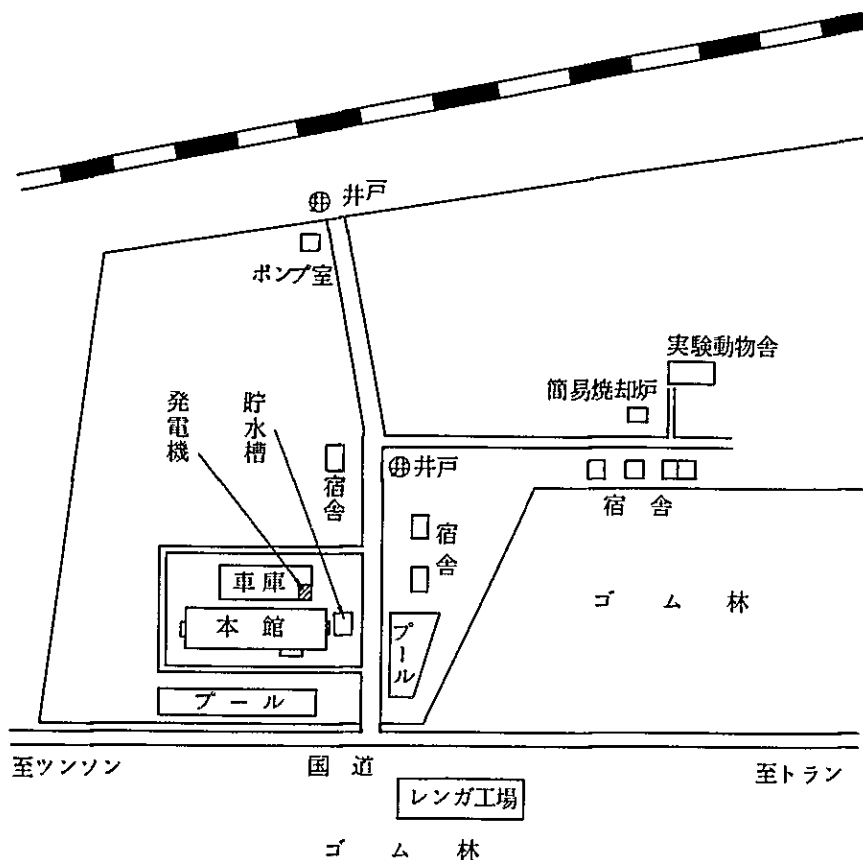 井戸
ポンプ室
実験動物舎
簡易焼却炉
発電機
貯水槽
井戸
宿舎
宿舎
宿舎
車庫
本館
ゴム林
プール
プール
至ツンソン
国道
至トラン
レンガ工場
ゴム林